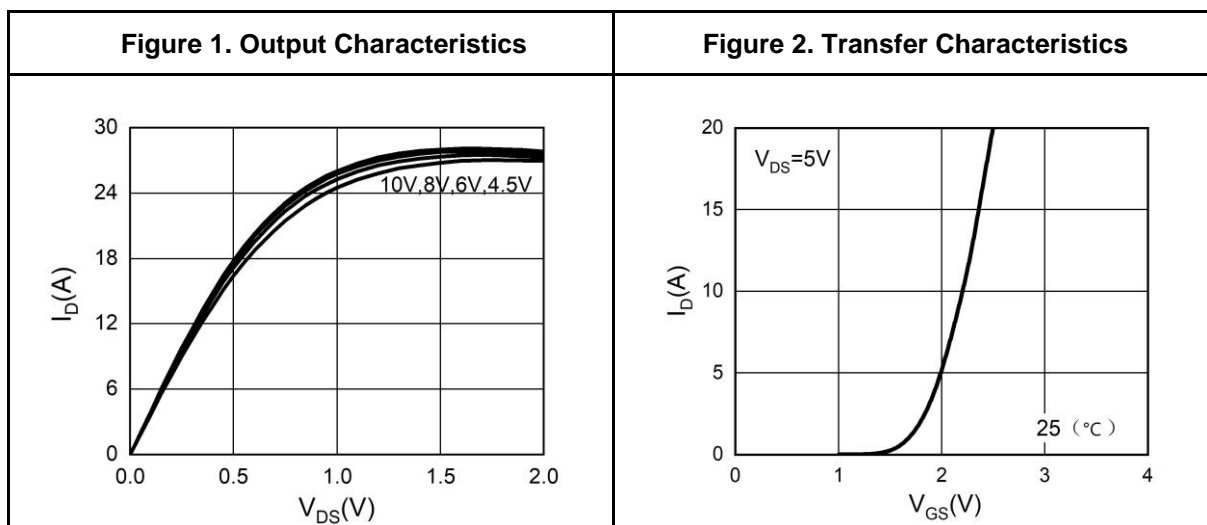 Figure 1. Output Characteristics
30
24
18
12
6
0
I_D(A)
10V,8V,6V,4.5V
0.0 0.5 1.0 1.5 2.0
V_DS(V)
Figure 2. Transfer Characteristics
20
15
10
5
0
I_D(A)
V_DS=5V
25（℃）
0 1 2 3 4
V_GS(V)